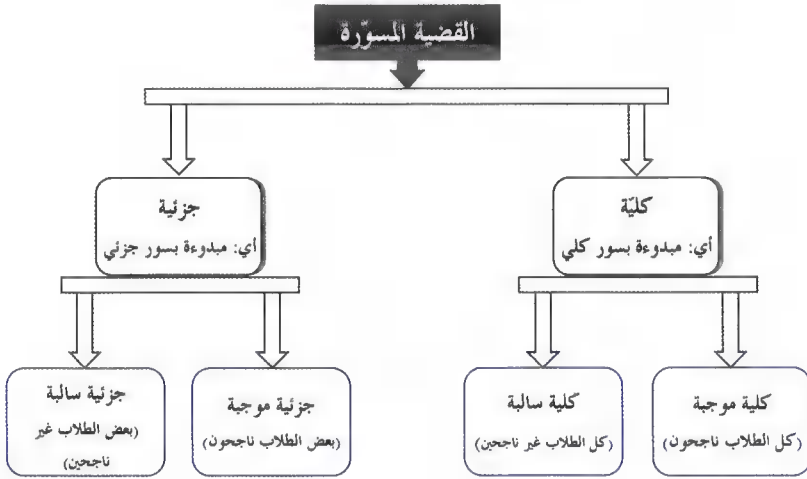 القضية المسوّرة
كليّة
أي: مبدوءة بسور كلي
جزئية
أي: مبدوءة بسور جزئي
كلية موجبة
(كل الطلاب ناجحون)
كلية سالبة
(كل الطلاب غير ناجحين)
جزئية موجبة
(بعض الطلاب ناجحون)
جزئية سالبة
(بعض الطلاب غير
ناجحين)